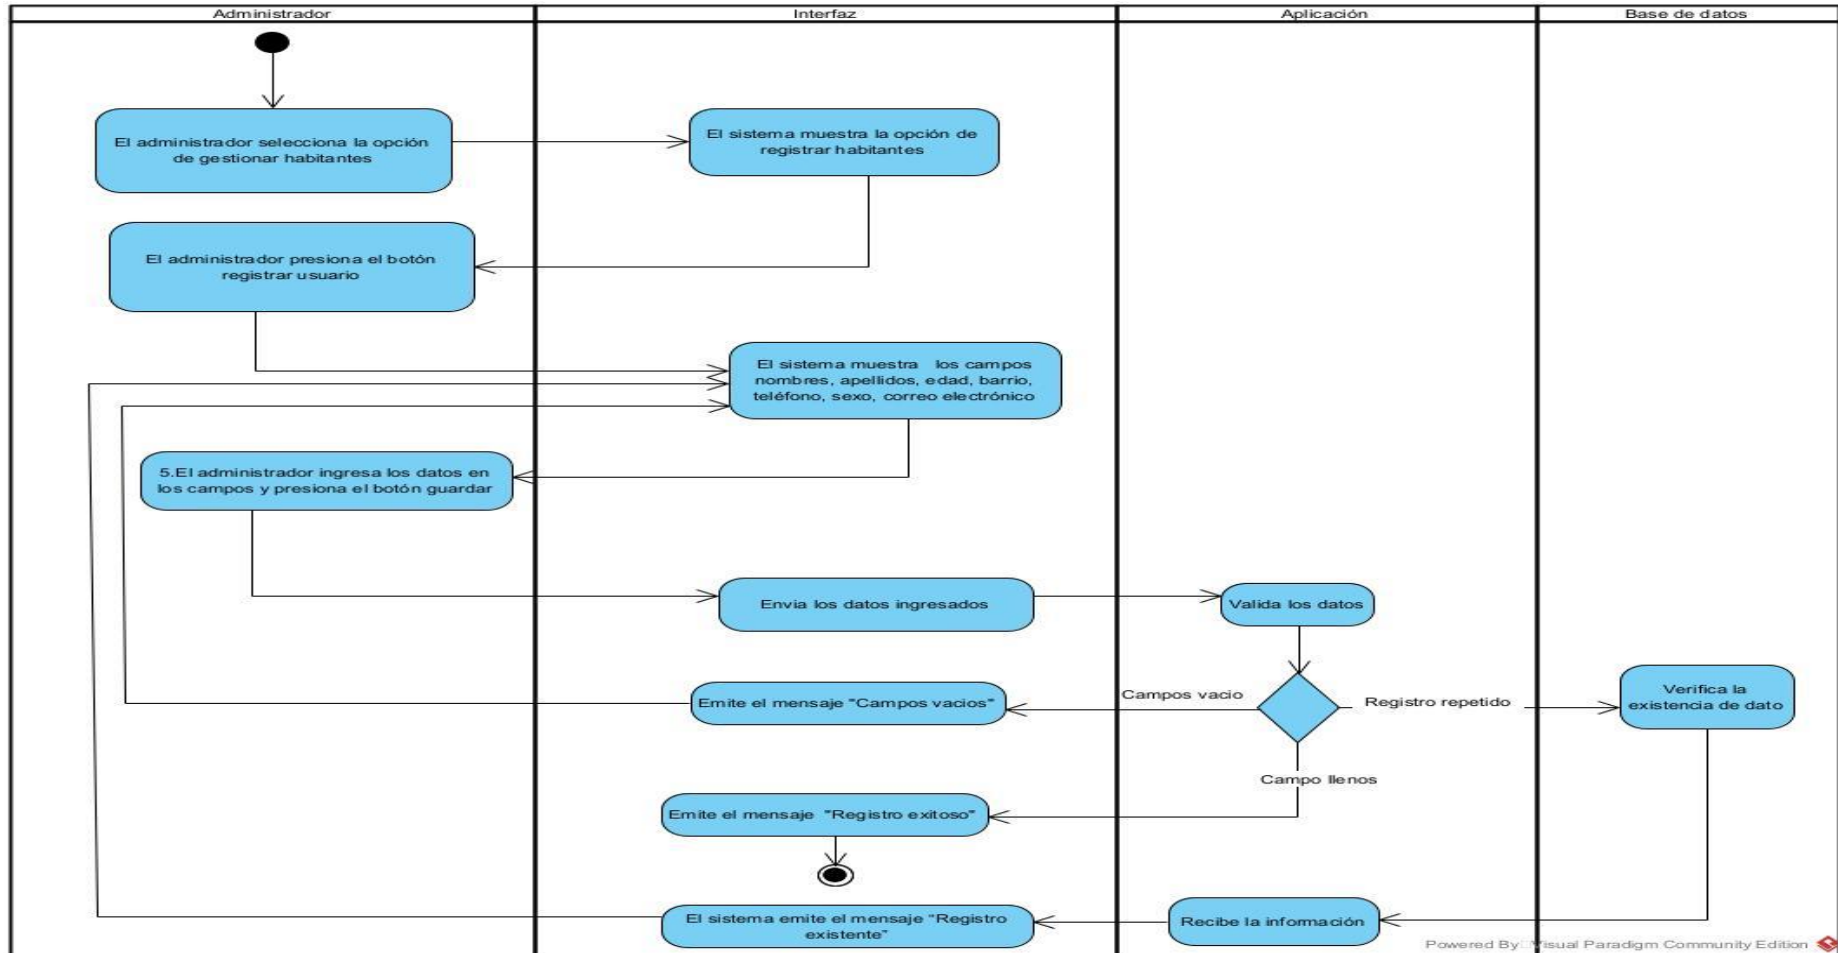 Administrador
Interfaz
Aplicación
Base de datos
El administrador selecciona la opción
de gestionar habitantes
El sistema muestra la opción de
registrar habitantes
El administrador presiona el botón
registrar usuario
El sistema muestra los campos
nombres, apellidos, edad, barrio,
teléfono, sexo, correo electrónico
5.El administrador ingresa los datos en
los campos y presiona el botón guardar
Envia los datos ingresados
Valida los datos
Emite el mensaje "Campos vacios"
Campos vacio
Registro repetido
Verifica la
existencia de dato
Campo llenos
Emite el mensaje "Registro exitoso"
El sistema emite el mensaje "Registro
existente"
Recibe la información
Powered By Visual Paradigm Community Edition